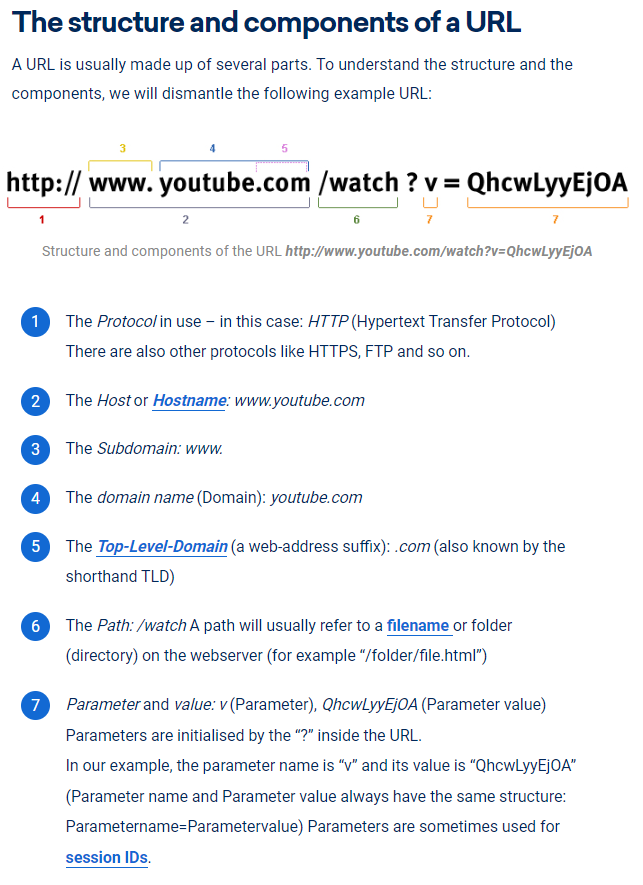 The structure and components of a URL
A URL is usually made up of several parts. To understand the structure and the
components, we will dismantle the following example URL:
3 4 5
http:// www. youtube.com /watch ? v = QhcwLyyEjOA
1 2 6 7 7
Structure and components of the URL http://www.youtube.com/watch?v=QhcwLyyEjOA
1 The Protocol in use – in this case: HTTP (Hypertext Transfer Protocol)
There are also other protocols like HTTPS, FTP and so on.
2 The Host or Hostname: www.youtube.com
3 The Subdomain: www.
4 The domain name (Domain): youtube.com
5 The Top-Level-Domain (a web-address suffix): .com (also known by the
shorthand TLD)
6 The Path: /watch A path will usually refer to a filename or folder
(directory) on the webserver (for example “/folder/file.html”)
7 Parameter and value: v (Parameter), QhcwLyyEjOA (Parameter value)
Parameters are initialised by the “?” inside the URL.
In our example, the parameter name is “v” and its value is “QhcwLyyEjOA”
(Parameter name and Parameter value always have the same structure:
Parametername=Parametervalue) Parameters are sometimes used for
session IDs.